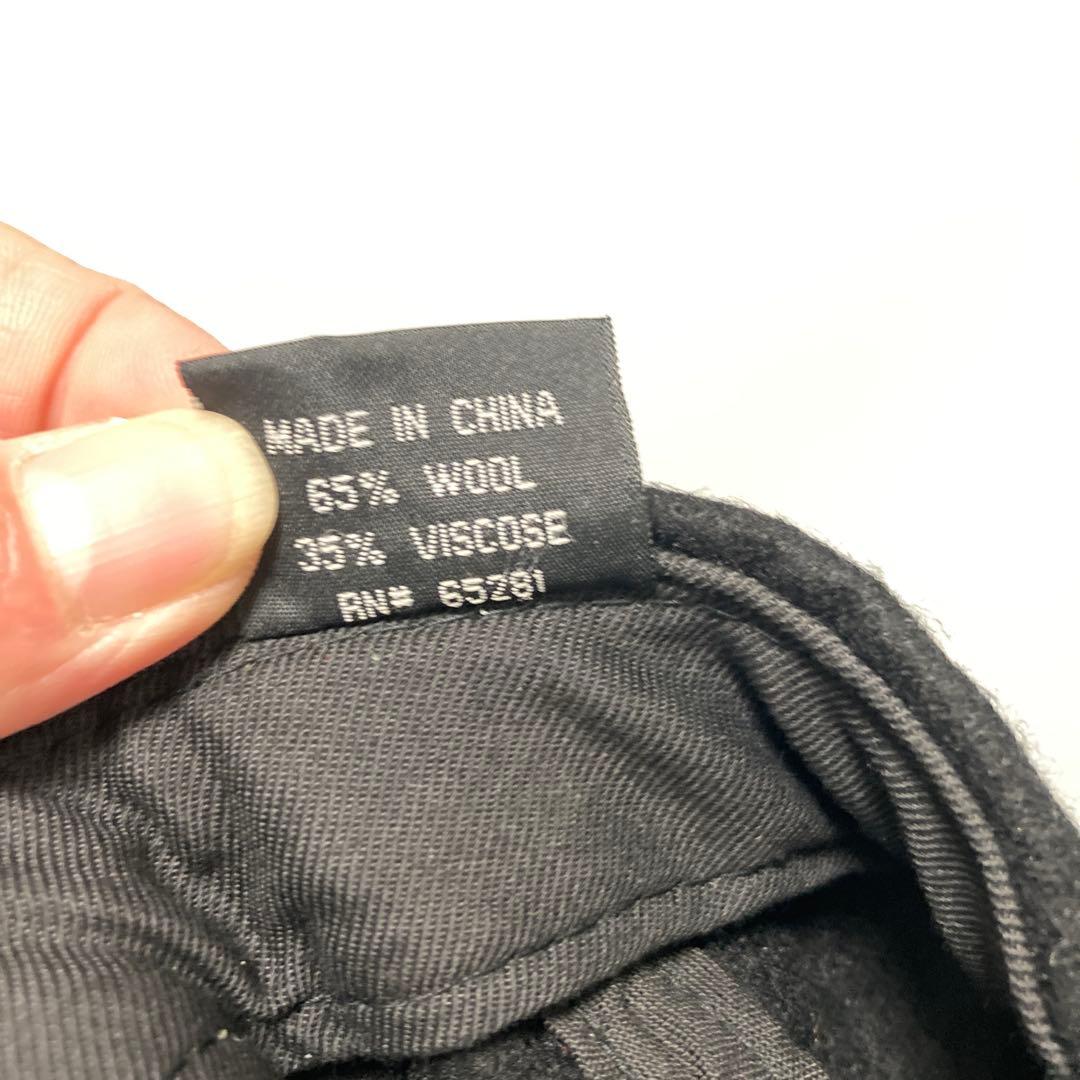 MADE IN CHINA
65% WOOL
35% VISCOSE
RN# 65281